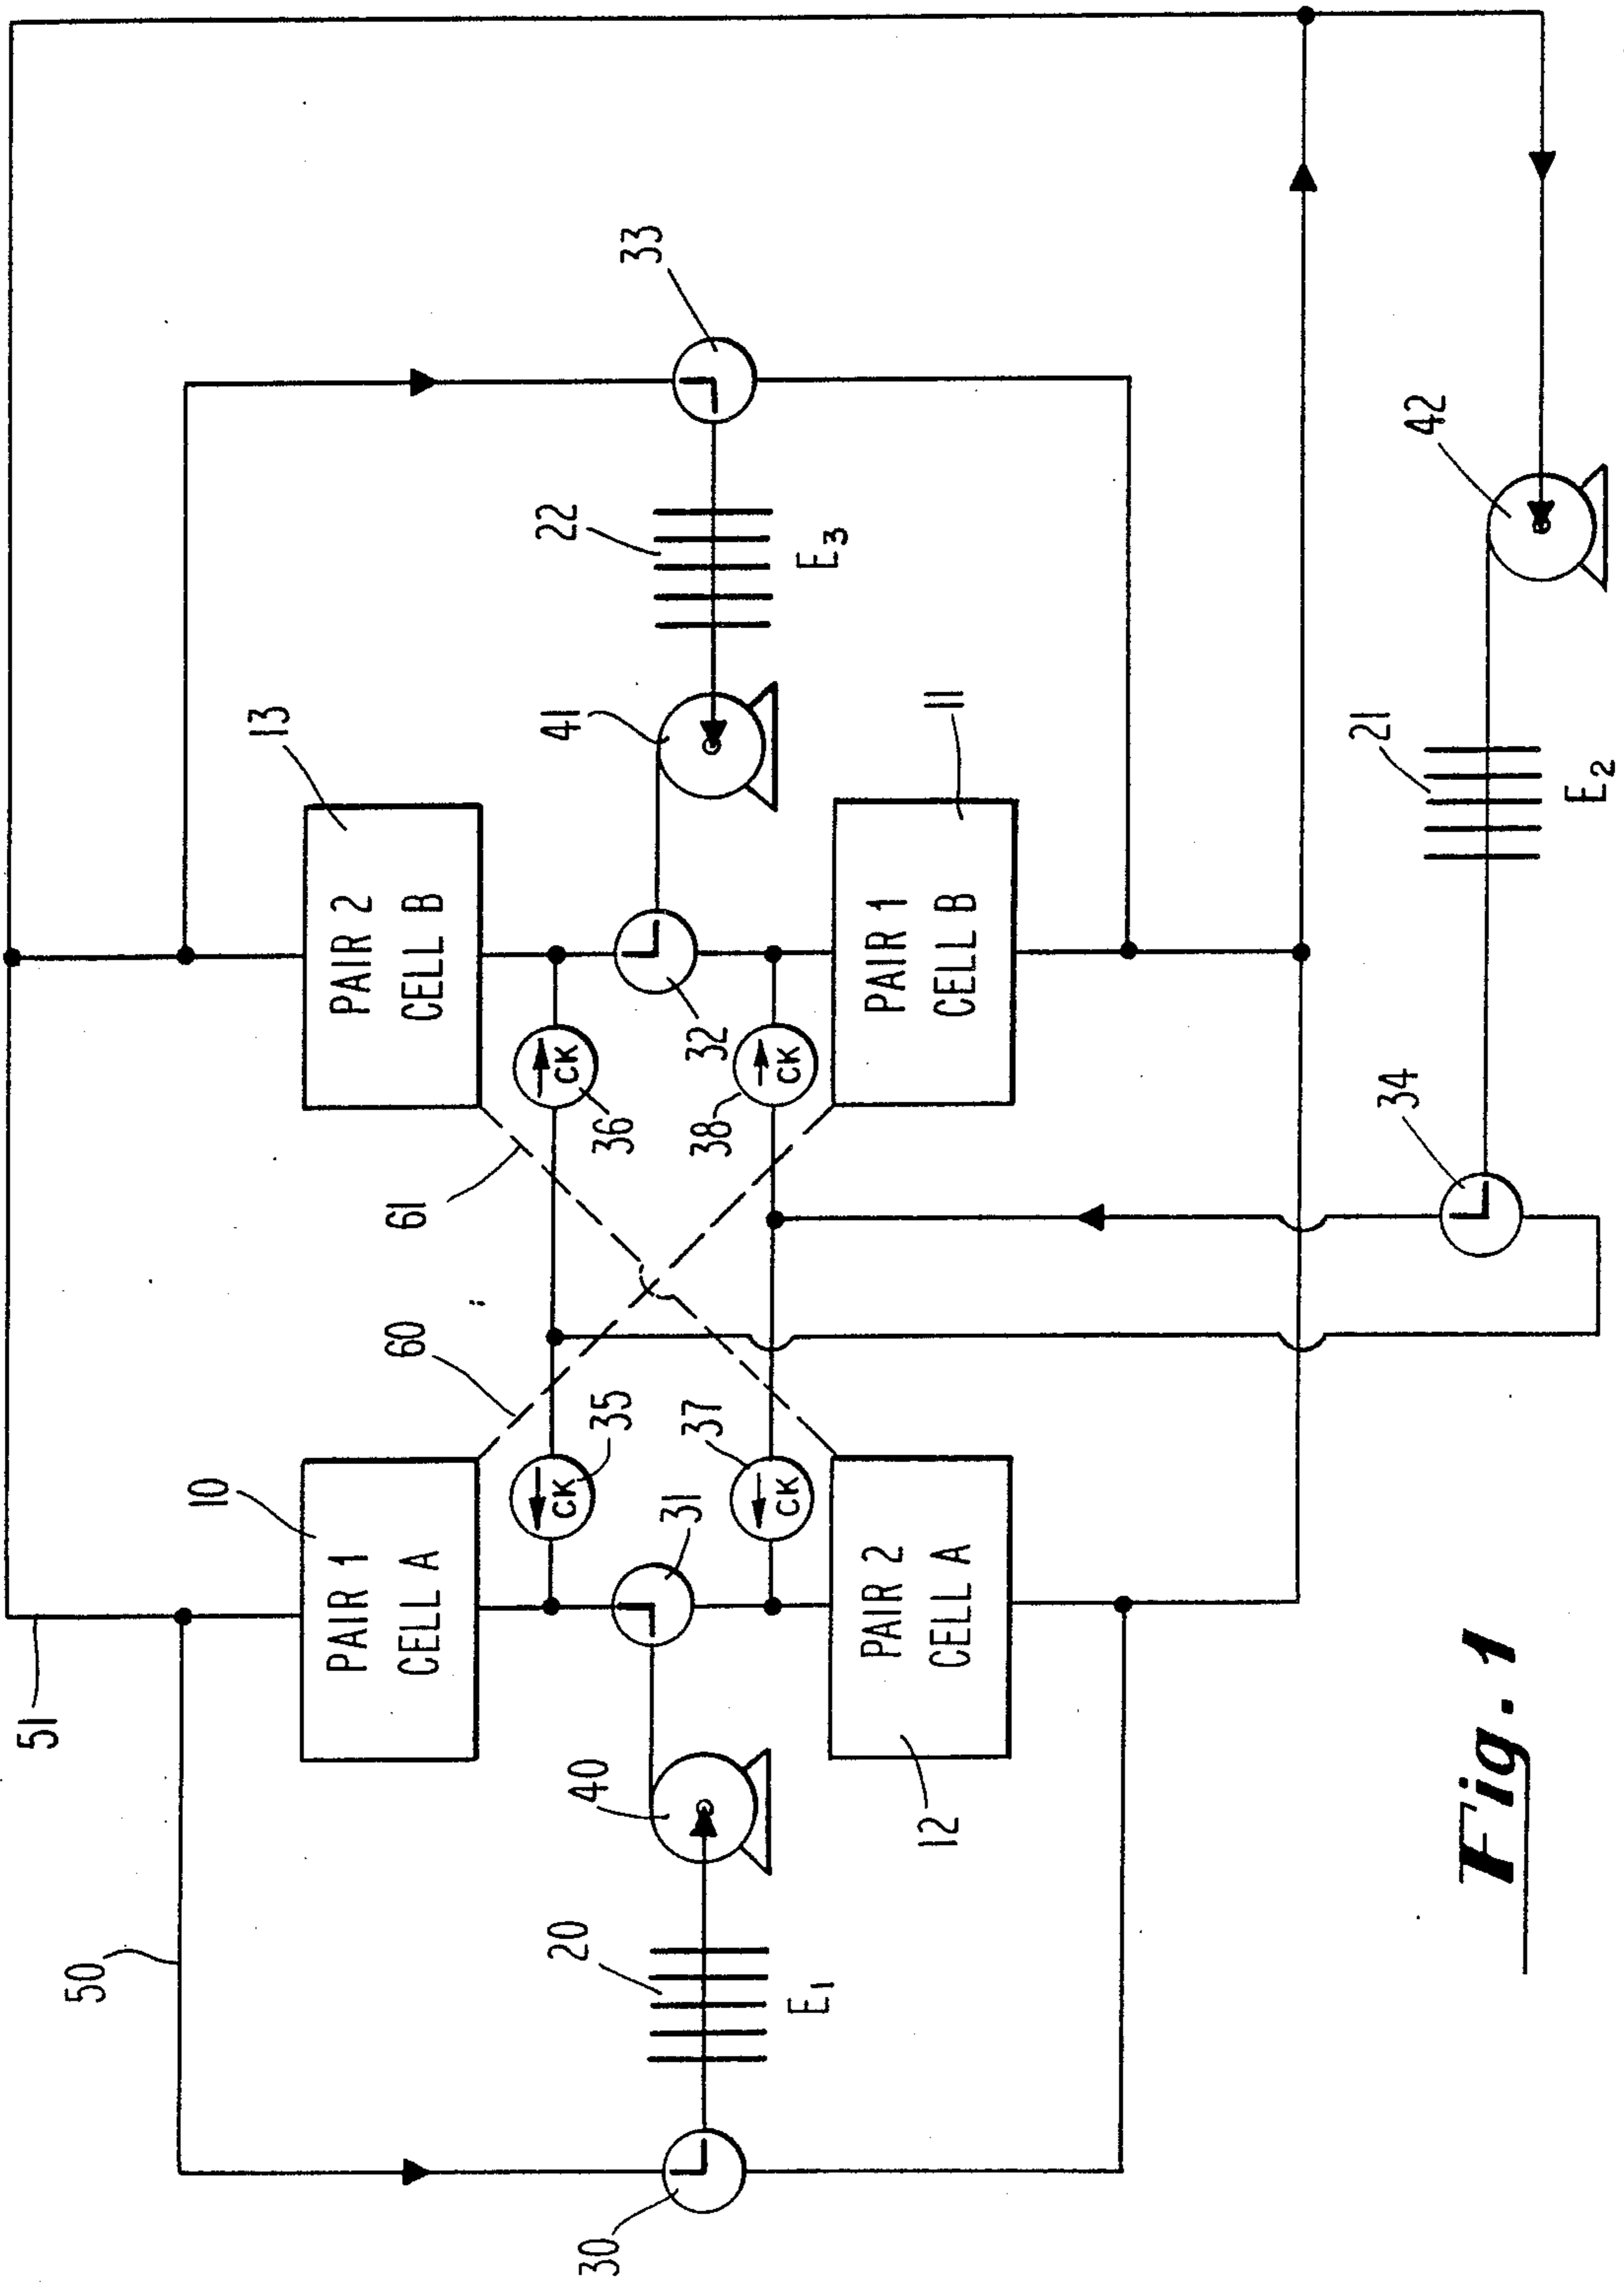 51
50
10
PAIR 1
CELL A
60
61
13
PAIR 2
CELL B
33
22
E3
41
36
CK
32
38
CK
35
CK
31
37
CK
40
20
E1
30
11
PAIR 1
CELL B
12
PAIR 2
CELL A
42
21
E2
34
Fig. 1